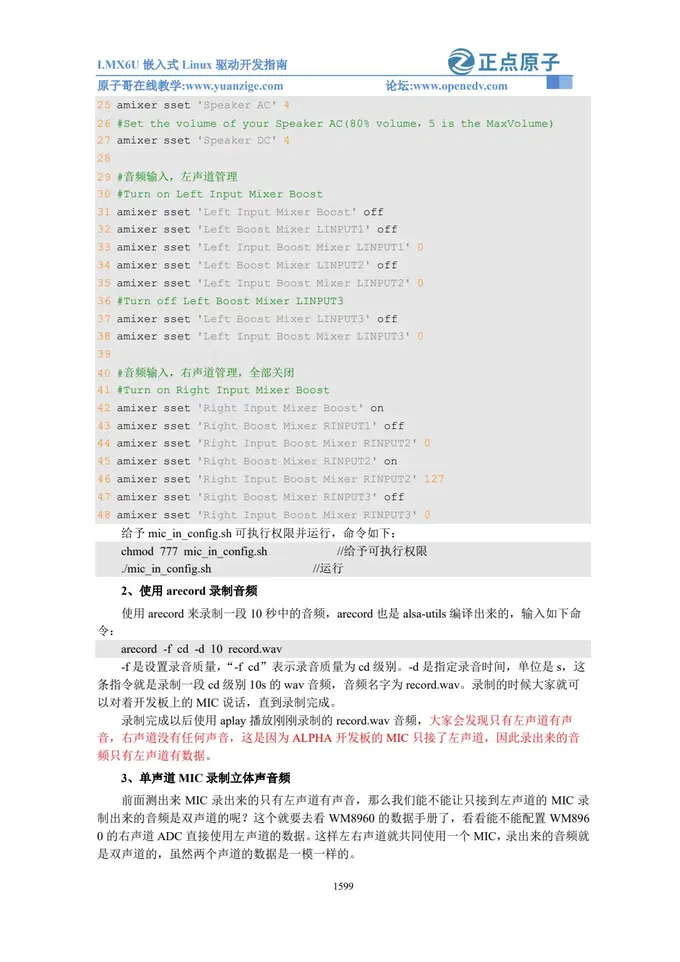 I.MX6U 嵌入式 Linux 驱动开发指南
正点原子
原子哥在线教学:www.yuanzige.com 论坛:www.openedv.com
25 amixer sset 'Speaker AC' 4
26 #Set the volume of your Speaker AC(80% volume，5 is the MaxVolume)
27 amixer sset 'Speaker DC' 4
28
29 #音频输入，左声道管理
30 #Turn on Left Input Mixer Boost
31 amixer sset 'Left Input Mixer Boost' off
32 amixer sset 'Left Boost Mixer LINPUT1' off
33 amixer sset 'Left Input Boost Mixer LINPUT1' 0
34 amixer sset 'Left Boost Mixer LINPUT2' off
35 amixer sset 'Left Input Boost Mixer LINPUT2' 0
36 #Turn off Left Boost Mixer LINPUT3
37 amixer sset 'Left Boost Mixer LINPUT3' off
38 amixer sset 'Left Input Boost Mixer LINPUT3' 0
39
40 #音频输入，右声道管理，全部关闭
41 #Turn on Right Input Mixer Boost
42 amixer sset 'Right Input Mixer Boost' on
43 amixer sset 'Right Boost Mixer RINPUT1' off
44 amixer sset 'Right Input Boost Mixer RINPUT2' 0
45 amixer sset 'Right Boost Mixer RINPUT2' on
46 amixer sset 'Right Input Boost Mixer RINPUT2' 127
47 amixer sset 'Right Boost Mixer RINPUT3' off
48 amixer sset 'Right Input Boost Mixer RINPUT3' 0
给予 mic_in_config.sh 可执行权限并运行，命令如下：
chmod 777 mic_in_config.sh //给予可执行权限
./mic_in_config.sh //运行
2、使用 arecord 录制音频
使用 arecord 来录制一段 10 秒中的音频，arecord 也是 alsa-utils 编译出来的，输入如下命
令：
arecord -f cd -d 10 record.wav
-f 是设置录音质量，“-f cd”表示录音质量为 cd 级别。-d 是指定录音时间，单位是 s，这
条指令就是录制一段 cd 级别 10s 的 wav 音频，音频名字为 record.wav。录制的时候大家就可
以对着开发板上的 MIC 说话，直到录制完成。
录制完成以后使用 aplay 播放刚刚录制的 record.wav 音频，大家会发现只有左声道有声
音，右声道没有任何声音，这是因为 ALPHA 开发板的 MIC 只接了左声道，因此录出来的音
频只有左声道有数据。
3、单声道 MIC 录制立体声音频
前面测出来 MIC 录出来的只有左声道有声音，那么我们能不能让只接到左声道的 MIC 录
制出来的音频是双声道的呢？这个就要去看 WM8960 的数据手册了，看看能不能配置 WM896
0 的右声道 ADC 直接使用左声道的数据。这样左右声道就共同使用一个 MIC，录出来的音频就
是双声道的，虽然两个声道的数据是一模一样的。
1599